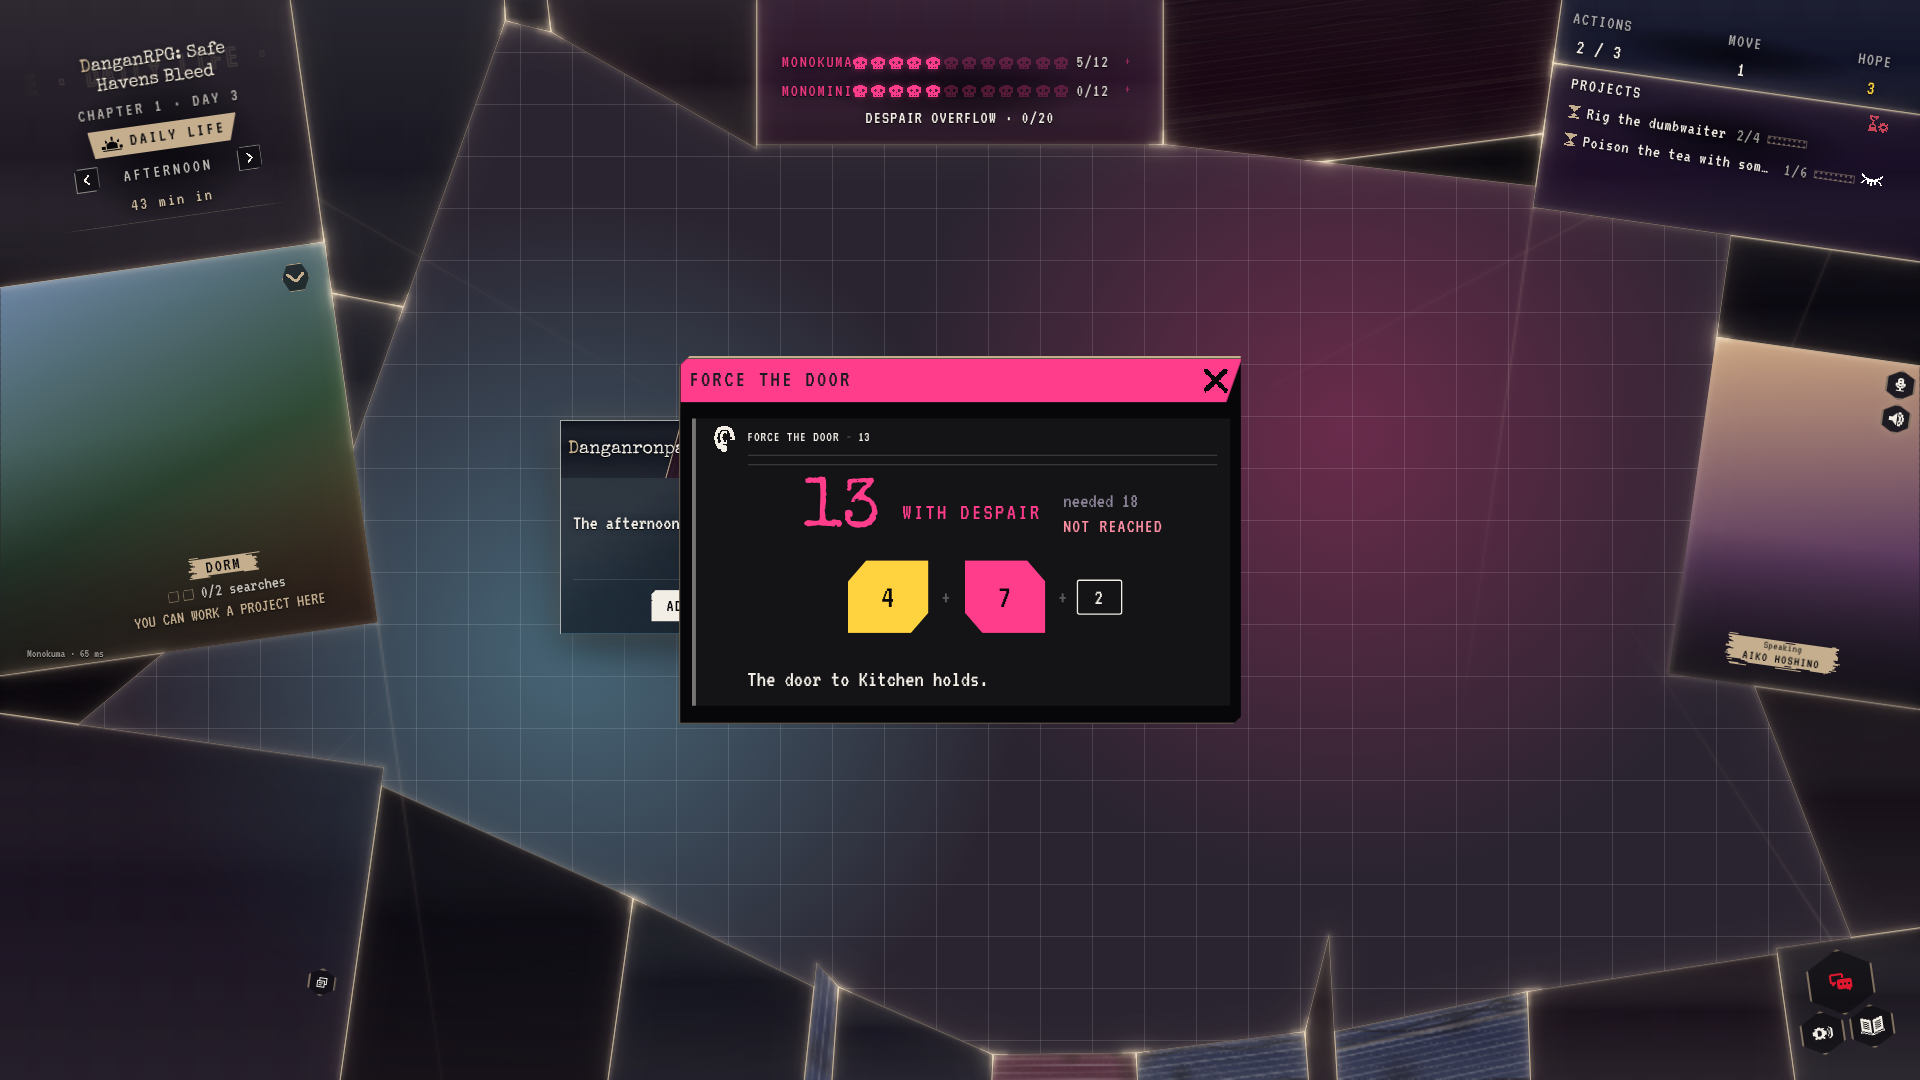 DanganRPG: Safe
Havens Bleed
CHAPTER 1 · DAY 3
DAILY LIFE
AFTERNOON
43 min in
MONOKUMA 5/12
MONOMINI 0/12
DESPAIR OVERFLOW · 0/20
ACTIONS
2 / 3
MOVE
1
HOPE
3
PROJECTS
Rig the dumbwaiter 2/4
Poison the tea with som… 1/6
DORM
0/2 searches
YOU CAN WORK A PROJECT HERE
Monokuma · 65 ms
Danganronpa
The afternoon
FORCE THE DOOR
FORCE THE DOOR · 13
13 WITH DESPAIR
needed 18
NOT REACHED
4 + 7 + 2
The door to Kitchen holds.
Speaking
AIKO HOSHINO